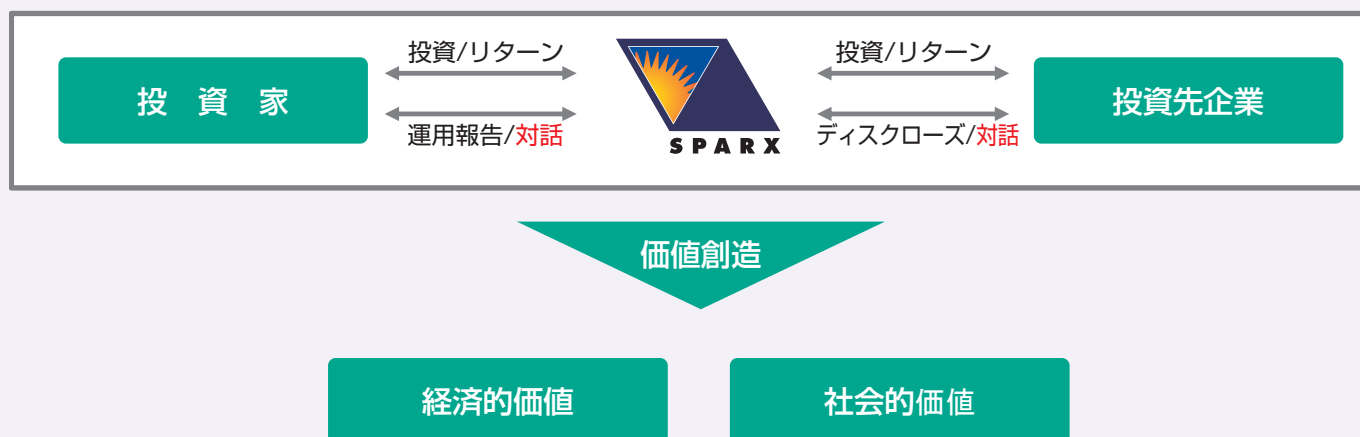 投資/リターン
投資/リターン
投 資 家
投資先企業
運用報告/対話
SPARX
ディスクローズ/対話
価値創造
経済的価値
社会的価値